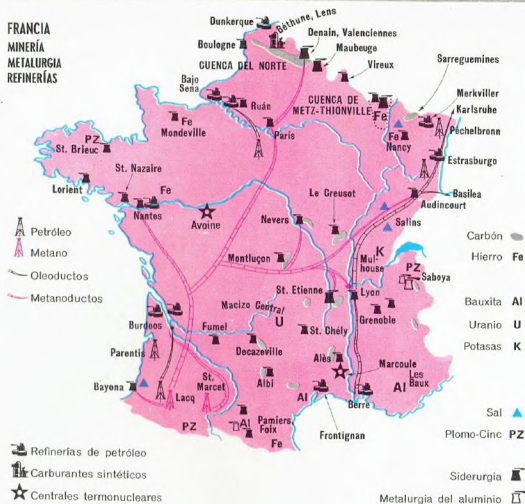 FRANCIA
MINERÍA
METALURGIA
REFINERÍAS
Dunkerque
Béthune, Lens
Boulogne
Denain, Valenciennes
Maubeuge
CUENCA DEL NORTE
Vireux
Sarreguemines
Bajo
Sena
Ruán
CUENCA DE
METZ-THIONVILLE
Fe
Merkviller
Karlsruhe
Fe
Mondeville
Paris
Fe
Nancy
Péchelbronn
PZ
St. Brieuc
Estrasburgo
St. Nazaire
Lorient
Fe
Nantes
Avoine
Le Creusot
Nevers
Basilea
Audincourt
Salins
Carbón
Petróleo
Metano
Oleoductos
Metanoductos
Montluçon
K
Mul-
house
PZ
Saboya
Hierro Fe
St. Etienne
Lyon
Macizo Central
U
Grenoble
Bauxita Al
Burdeos
Fumel
St. Chély
Uranio U
Parentis
Decazeville
Alès
Marcoule
Potasas K
Bayona
St.
Marcet
Albi
Al
Al
Les
Baux
Lacq
Berre
Sal
PZ
Al
Pamiers,
Foix
Fe
Frontignan
Plomo-Cinc PZ
Refinerías de petróleo
Carburantes sintéticos
Centrales termonucleares
Siderurgia
Metalurgia del aluminio